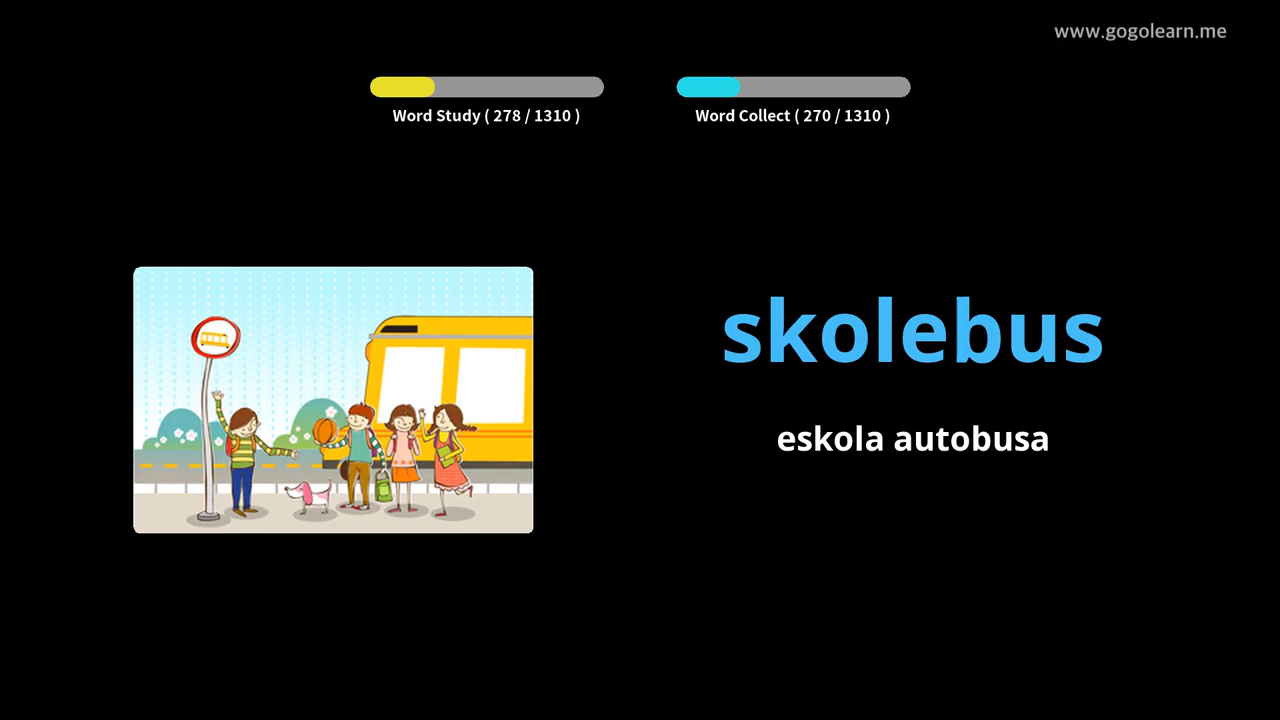 www.gogolearn.me
Word Study ( 278 / 1310 )
Word Collect ( 270 / 1310 )
skolebus
eskola autobusa